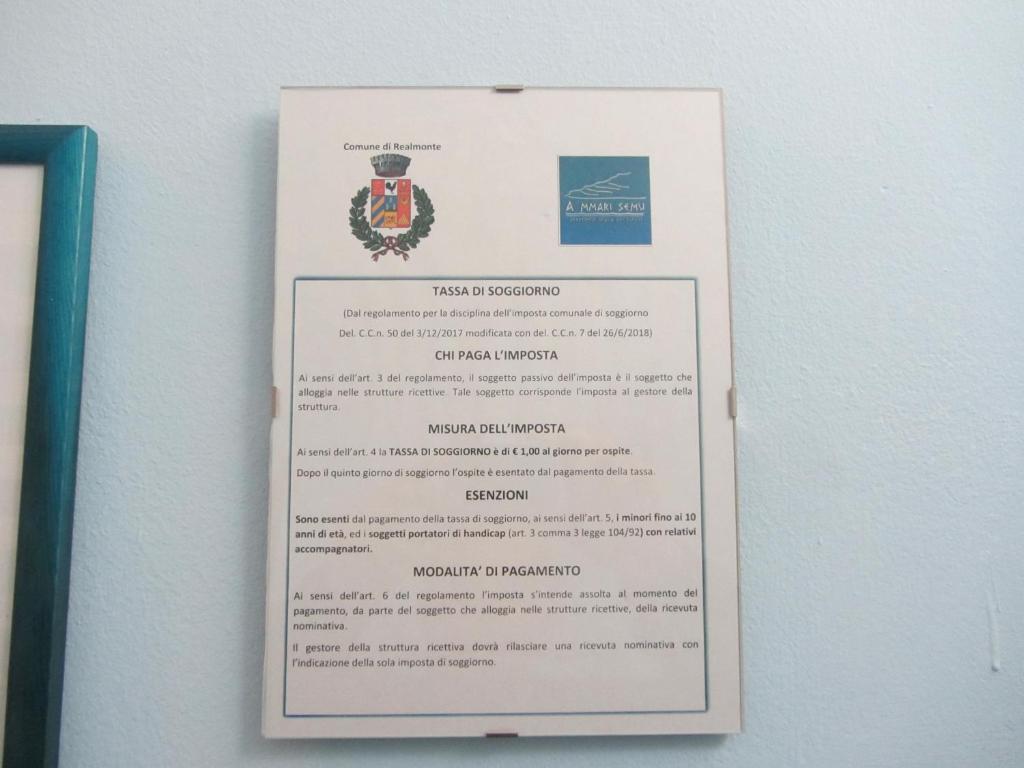 Comune di Realmonte
A MMARI SEMU
TASSA DI SOGGIORNO
(Dal regolamento per la disciplina dell'imposta comunale di soggiorno
Del. C.C.n. 50 del 3/12/2017 modificata con del. C.C.n. 7 del 26/6/2018)
CHI PAGA L'IMPOSTA
Ai sensi dell'art. 3 del regolamento, il soggetto passivo dell'imposta è il soggetto che
alloggia nelle strutture ricettive. Tale soggetto corrisponde l'imposta al gestore della
struttura.
MISURA DELL'IMPOSTA
Ai sensi dell'art. 4 la TASSA DI SOGGIORNO è di € 1,00 al giorno per ospite.
Dopo il quinto giorno di soggiorno l'ospite è esentato dal pagamento della tassa.
ESENZIONI
Sono esenti dal pagamento della tassa di soggiorno, ai sensi dell'art. 5, i minori fino ai 10
anni di età, ed i soggetti portatori di handicap (art. 3 comma 3 legge 104/92) con relativi
accompagnatori.
MODALITA' DI PAGAMENTO
Ai sensi dell'art. 6 del regolamento l'imposta s'intende assolta al momento del
pagamento, da parte del soggetto che alloggia nelle strutture ricettive, della ricevuta
nominativa.
Il gestore della struttura ricettiva dovrà rilasciare una ricevuta nominativa con
l'indicazione della sola imposta di soggiorno.